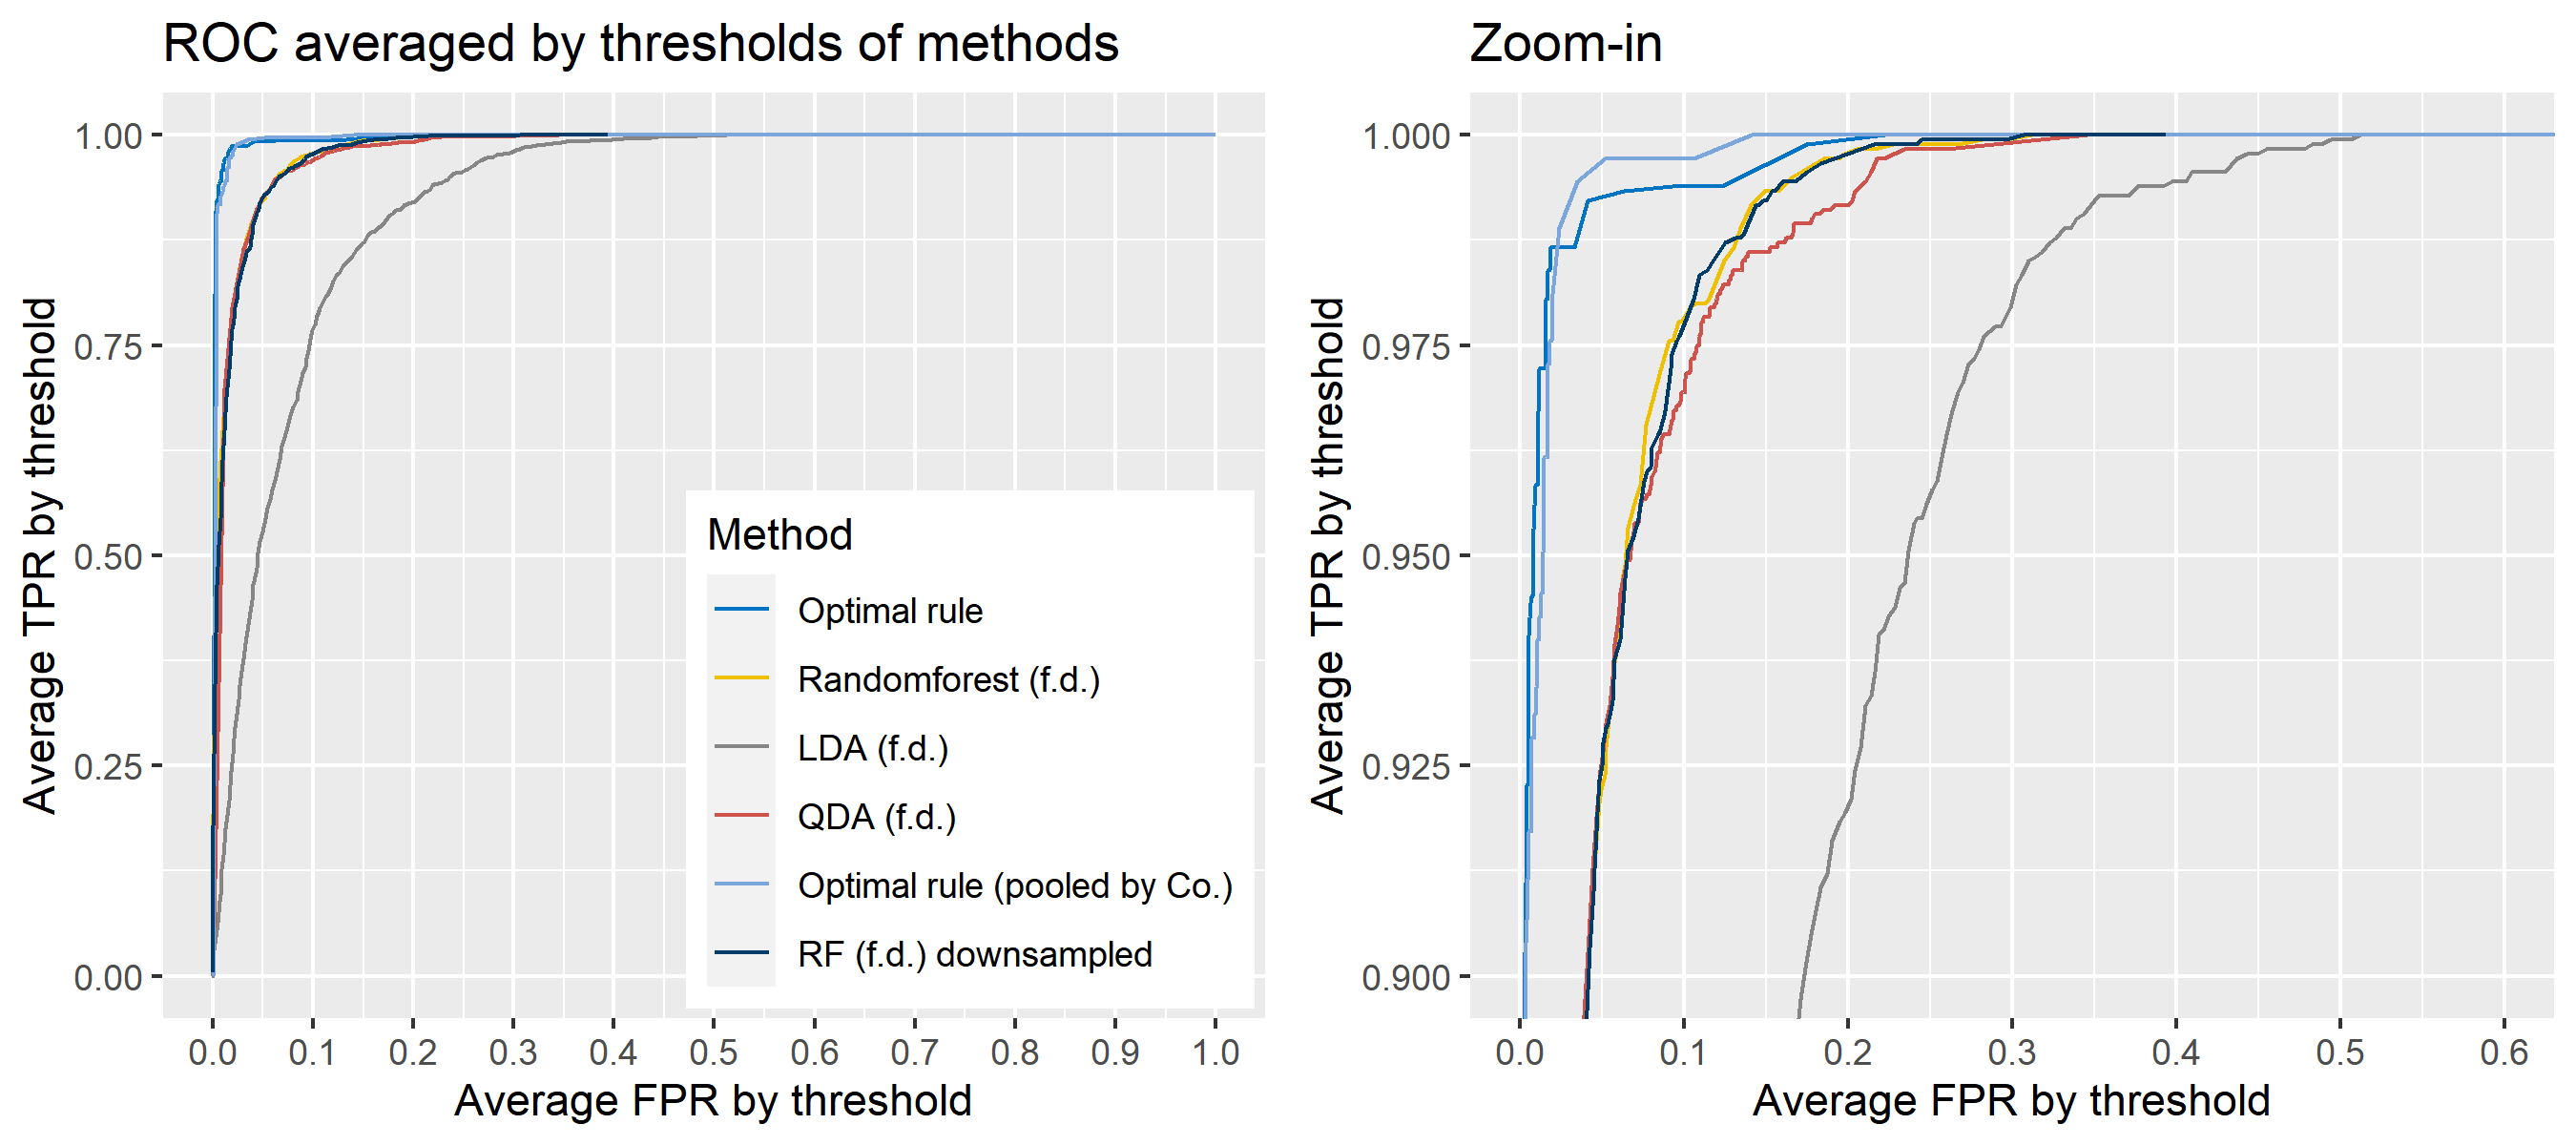 ROC averaged by thresholds of methods
Average TPR by threshold
1.00
0.75
0.50
0.25
0.00
0.0 0.1 0.2 0.3 0.4 0.5 0.6 0.7 0.8 0.9 1.0
Average FPR by threshold
Method
Optimal rule
Randomforest (f.d.)
LDA (f.d.)
QDA (f.d.)
Optimal rule (pooled by Co.)
RF (f.d.) downsampled
Zoom-in
Average TPR by threshold
1.000
0.975
0.950
0.925
0.900
0.0 0.1 0.2 0.3 0.4 0.5 0.6
Average FPR by threshold